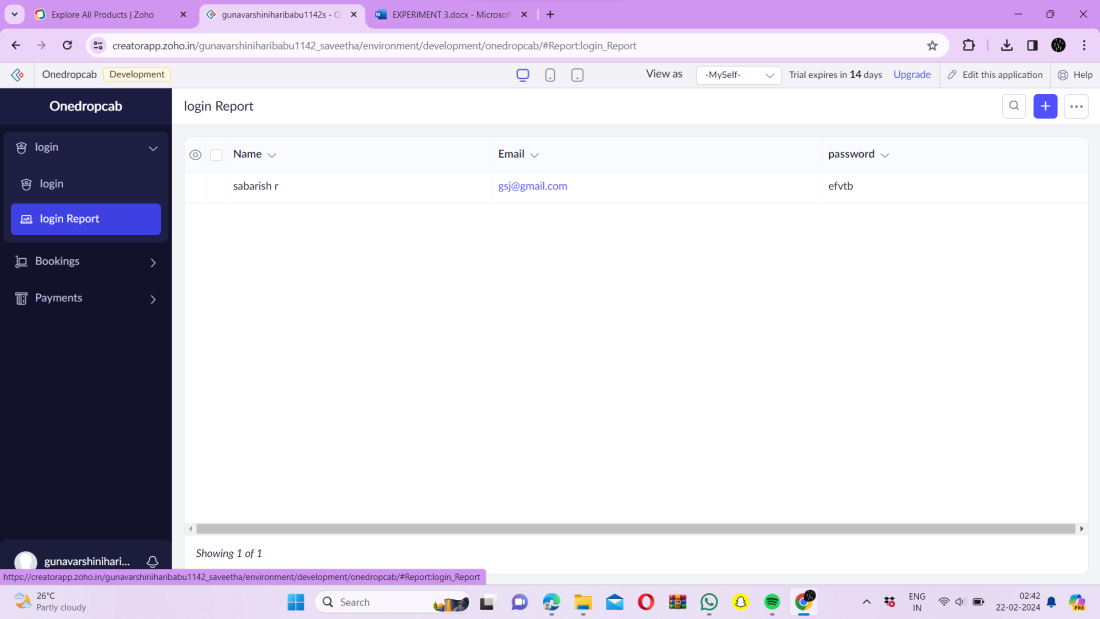 Explore All Products | Zoho
gunavarshiniharibabu1142s - O
EXPERIMENT 3.docx - Microsoft
creatorapp.zoho.in/gunavarshiniharibabu1142_saveetha/environment/development/onedropcab/#Report:login_Report
Onedropcab
Development
View as
-MySelf-
Trial expires in 14 days
Upgrade
Edit this application
Help
Onedropcab
login Report
login
login
login Report
Bookings
Payments
Name
Email
password
sabarish r
gsj@gmail.com
efvtb
Showing 1 of 1
gunavarshinihari...
https://creatorapp.zoho.in/gunavarshiniharibabu1142_saveetha/environment/development/onedropcab/#Report:login_Report
26°C
Partly cloudy
Search
ENG
IN
02:42
22-02-2024
PRE